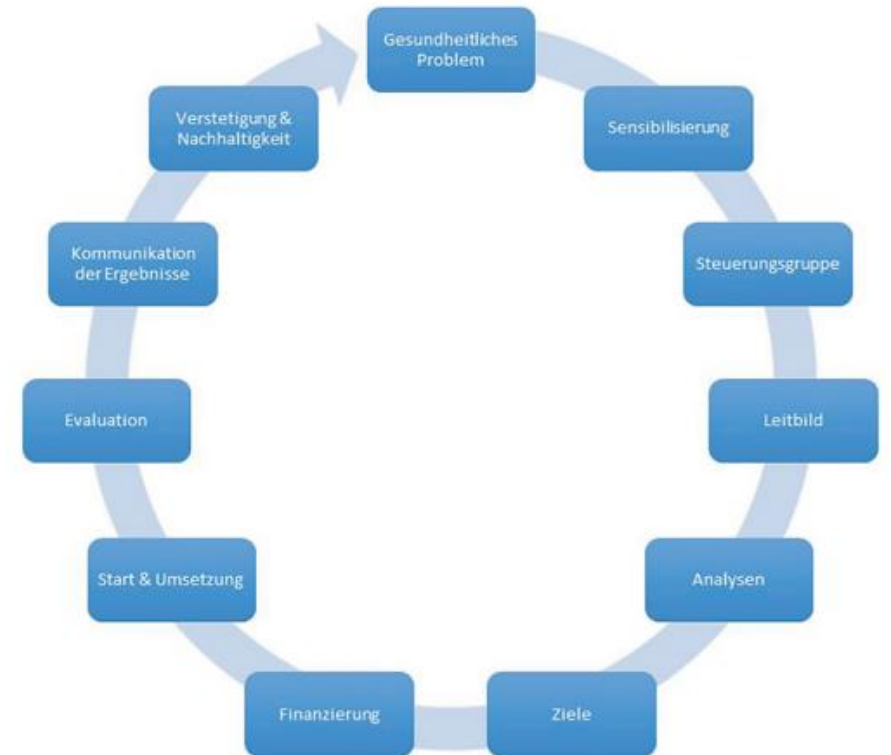 Gesundheitliches
Problem
Sensibilisierung
Steuerungsgruppe
Leitbild
Analysen
Ziele
Finanzierung
Start & Umsetzung
Evaluation
Kommunikation
der Ergebnisse
Verstetigung &
Nachhaltigkeit